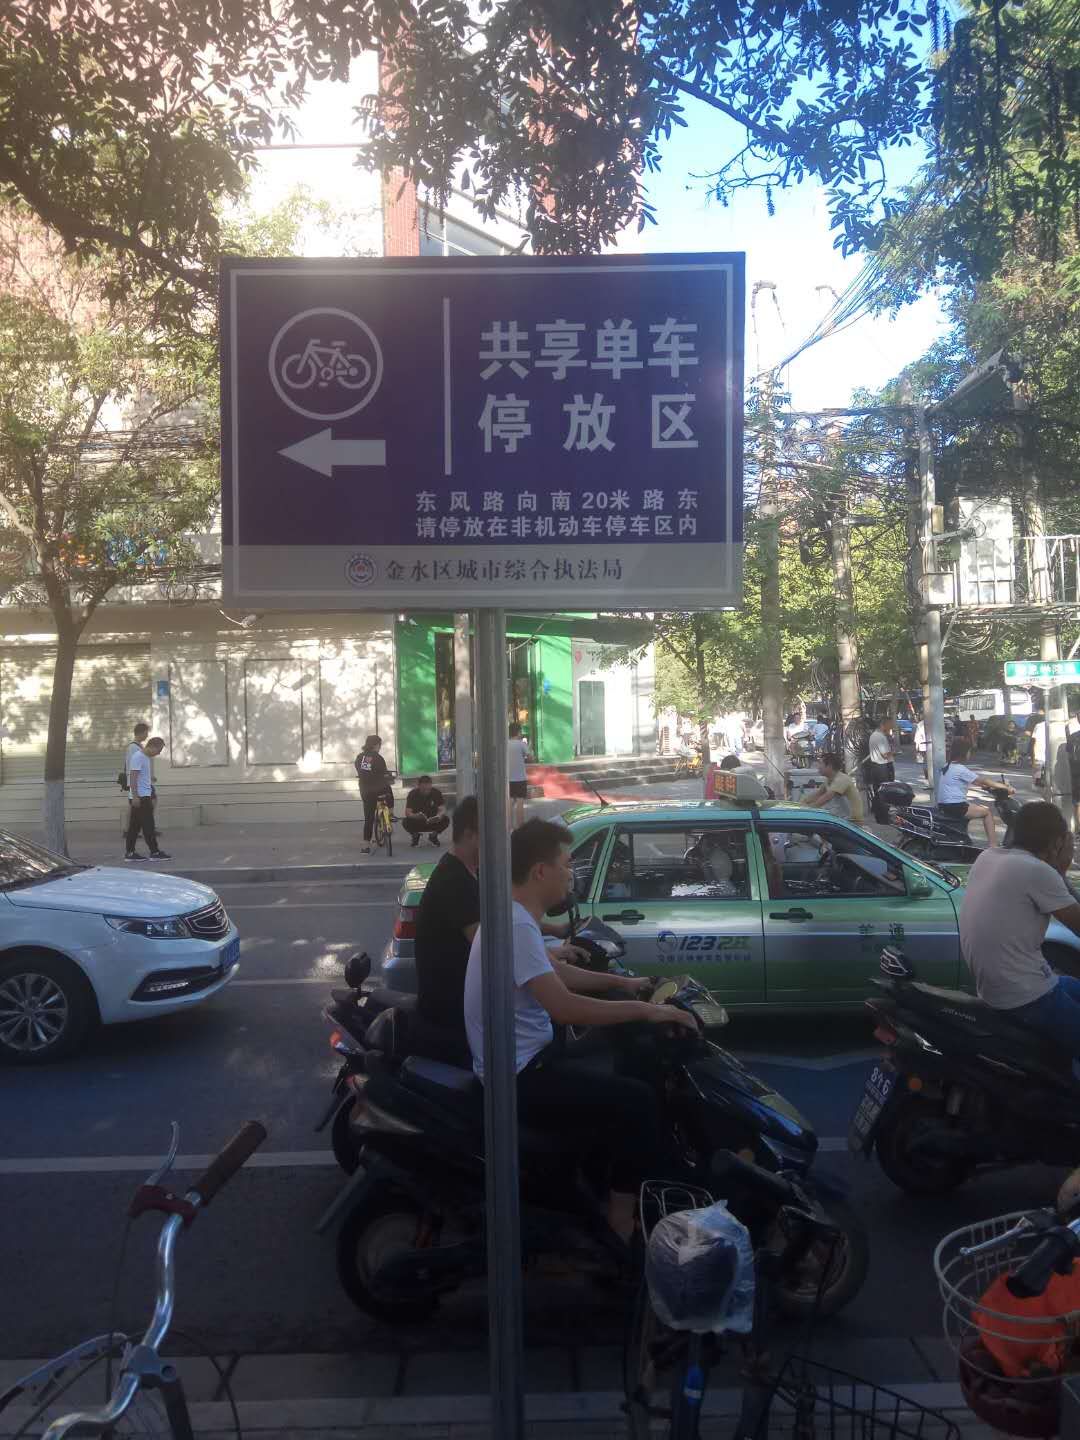 共享单车
停放区
东风路向南20米路东
请停放在非机动车停车区内
金水区城市综合执法局